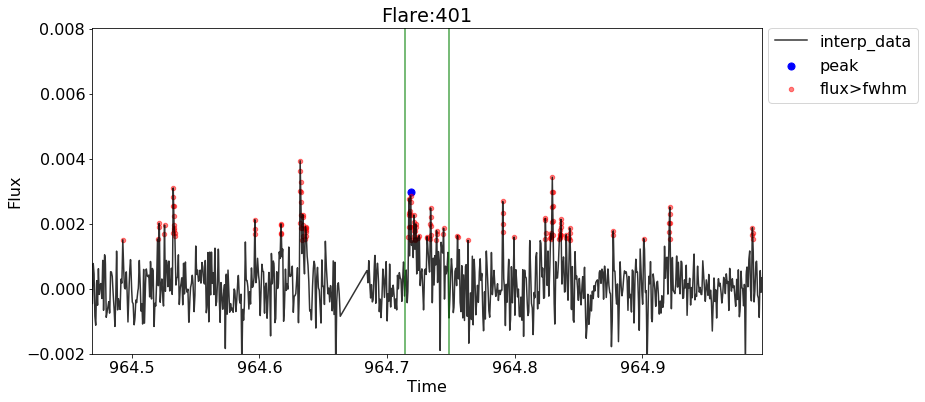 Flare:401
0.008
0.006
0.004
0.002
0.000
−0.002
Flux
964.5 964.6 964.7 964.8 964.9
Time
interp_data
peak
flux>fwhm